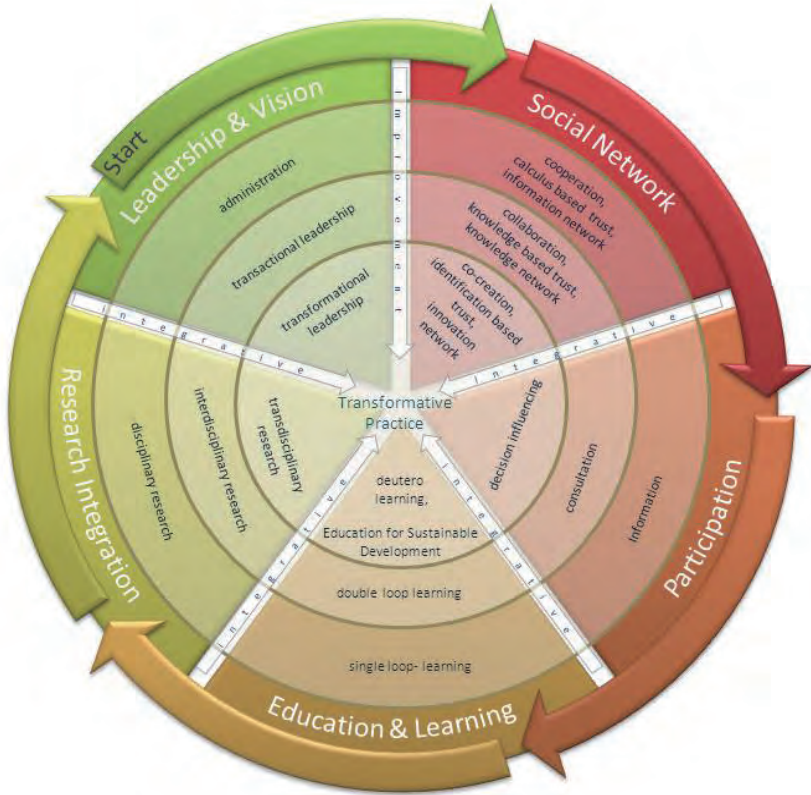 Start
Leadership & Vision
administration
transactional leadership
transformational
leadership
Improvement
Social Network
cooperation,
calculus based trust,
information network
collaboration,
knowledge based trust,
knowledge network
co-creation,
identification based
trust,
innovation
network
integrative
Participation
Information
consultation
decision influencing
integrative
Education & Learning
single loop- learning
double loop learning
Education for Sustainable
Development
deutero
learning,
integrative
Research Integration
disciplinary research
interdisciplinary research
transdisciplinary
research
integrative
Transformative
Practice